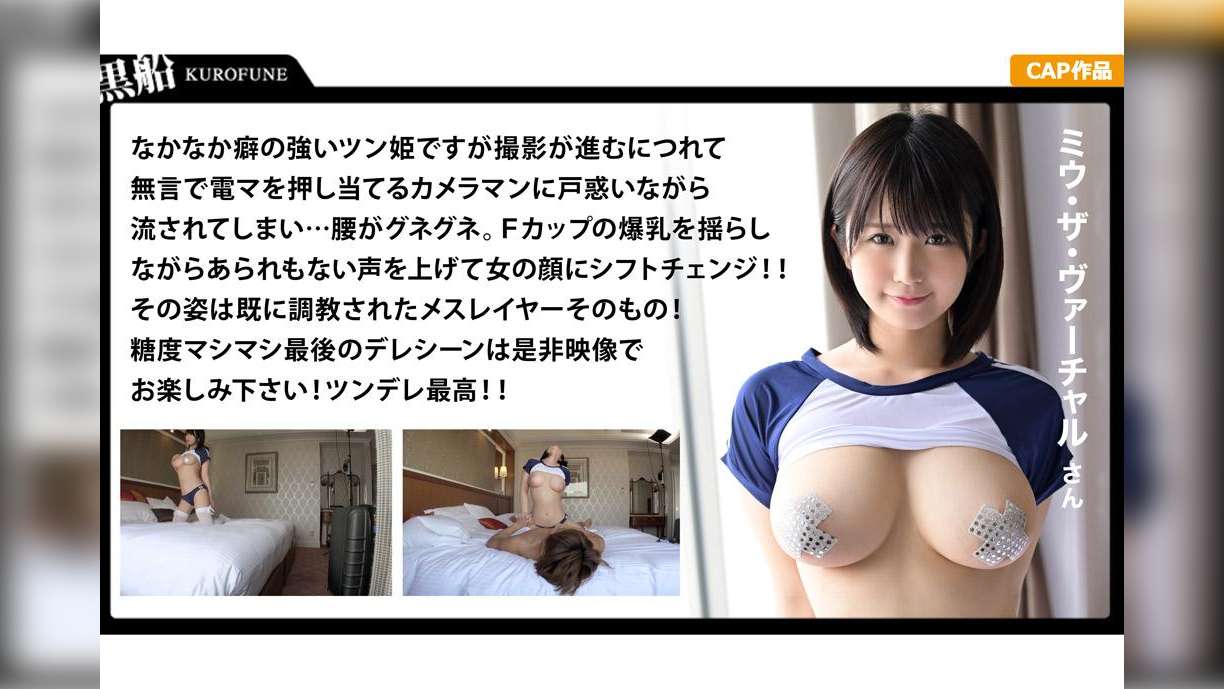 黒船 KUROFUNE
CAP作品
なかなか癖の強いツン姫ですが撮影が進むにつれて
無言で電マを押し当てるカメラマンに戸惑いながら
流されてしまい…腰がグネグネ。Fカップの爆乳を揺らし
ながらあられもない声を上げて女の顔にシフトチェンジ!!
その姿は既に調教されたメスレイヤーそのもの!
糖度マシマシ最後のデレシーンは是非映像で
お楽しみ下さい!ツンデレ最高!!
ミウ・ザ・ヴァーチャルさん